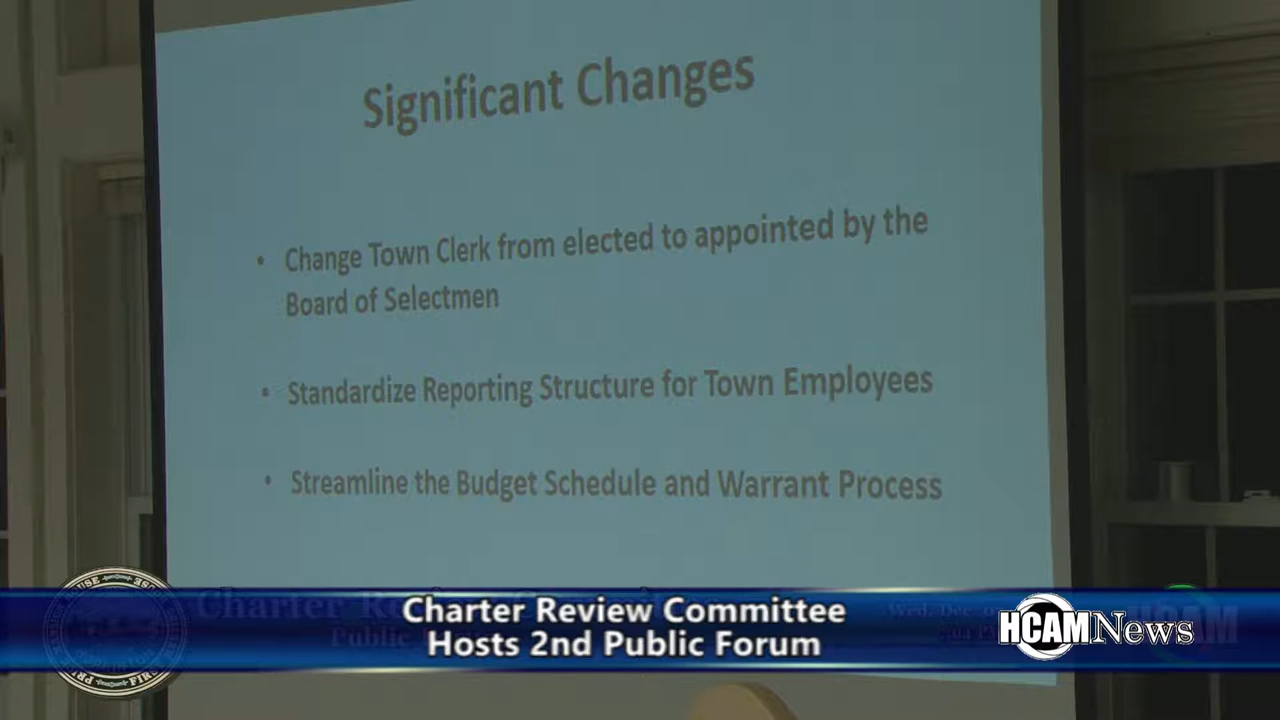 Significant Changes
• Change Town Clerk from elected to appointed by the
Board of Selectmen
• Standardize Reporting Structure for Town Employees
• Streamline the Budget Schedule and Warrant Process
Charter Review Committee
Hosts 2nd Public Forum
HCAMNews